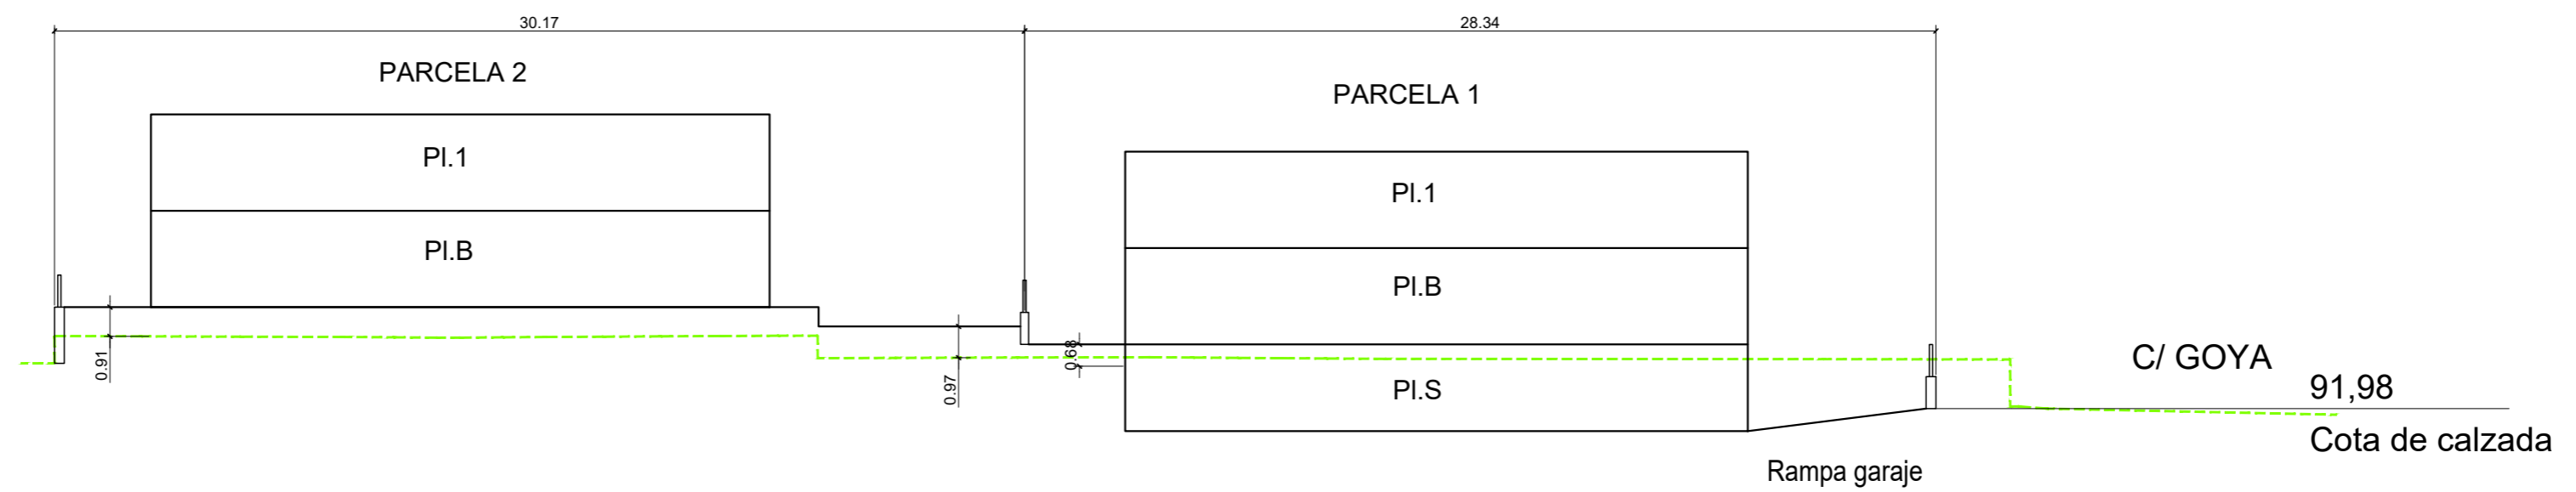 30.17
28.34
PARCELA 2
PARCELA 1
Pl.1
Pl.1
Pl.B
Pl.B
0.91
0.97
0.68
Pl.S
C/ GOYA
91,98
Cota de calzada
Rampa garaje